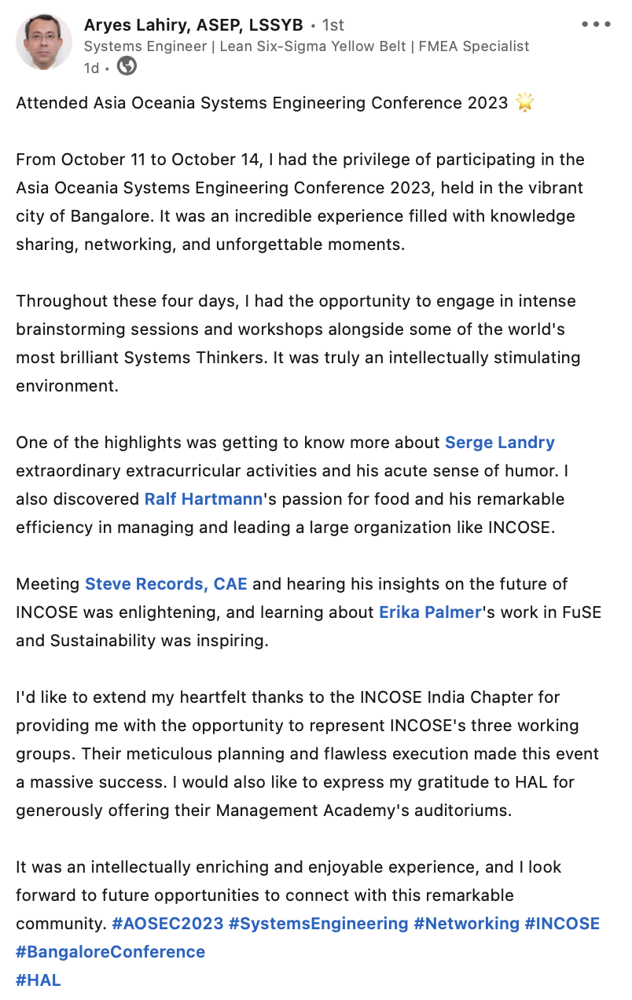 Aryes Lahiry, ASEP, LSSYB • 1st
Systems Engineer | Lean Six-Sigma Yellow Belt | FMEA Specialist
1d •
Attended Asia Oceania Systems Engineering Conference 2023 🌟
From October 11 to October 14, I had the privilege of participating in the
Asia Oceania Systems Engineering Conference 2023, held in the vibrant
city of Bangalore. It was an incredible experience filled with knowledge
sharing, networking, and unforgettable moments.
Throughout these four days, I had the opportunity to engage in intense
brainstorming sessions and workshops alongside some of the world's
most brilliant Systems Thinkers. It was truly an intellectually stimulating
environment.
One of the highlights was getting to know more about Serge Landry
extraordinary extracurricular activities and his acute sense of humor. I
also discovered Ralf Hartmann's passion for food and his remarkable
efficiency in managing and leading a large organization like INCOSE.
Meeting Steve Records, CAE and hearing his insights on the future of
INCOSE was enlightening, and learning about Erika Palmer's work in FuSE
and Sustainability was inspiring.
I'd like to extend my heartfelt thanks to the INCOSE India Chapter for
providing me with the opportunity to represent INCOSE's three working
groups. Their meticulous planning and flawless execution made this event
a massive success. I would also like to express my gratitude to HAL for
generously offering their Management Academy's auditoriums.
It was an intellectually enriching and enjoyable experience, and I look
forward to future opportunities to connect with this remarkable
community. #AOSEC2023 #SystemsEngineering #Networking #INCOSE
#BangaloreConference
#HAL